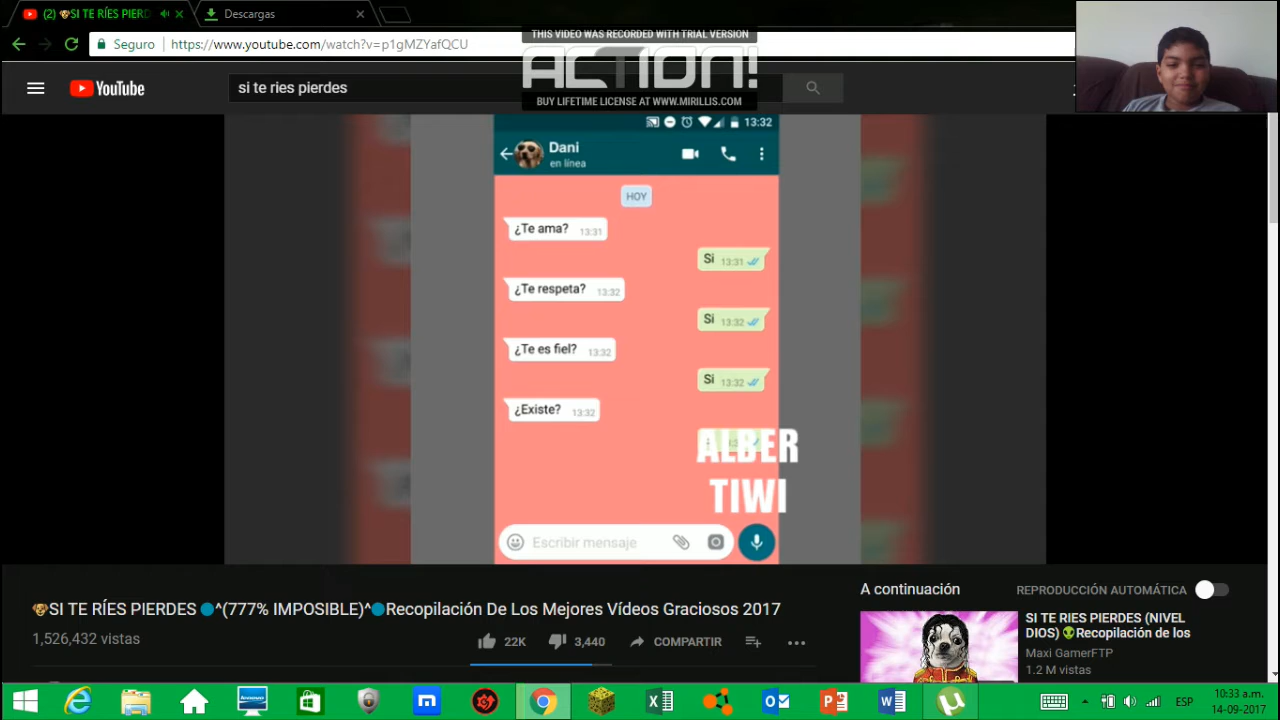 (2) 🐶SI TE RÍES PIERD
Descargas
Seguro
https://www.youtube.com/watch?v=p1gMZYafQCU
THIS VIDEO WAS RECORDED WITH TRIAL VERSION
ACTION!
BUY LIFETIME LICENSE AT WWW.MIRILLIS.COM
YouTube
si te ries pierdes
13:32
Dani
en línea
HOY
¿Te ama? 13:31
Si 13:31
¿Te respeta? 13:32
Si 13:32
¿Te es fiel? 13:32
Si 13:32
¿Existe? 13:32
ALBER
TIWI
Escribir mensaje
🐶SI TE RÍES PIERDES 🔵^(777% IMPOSIBLE)^🔵Recopilación De Los Mejores Vídeos Graciosos 2017
1,526,432 vistas
22K
3,440
COMPARTIR
A continuación
REPRODUCCIÓN AUTOMÁTICA
SI TE RIES PIERDES (NIVEL
DIOS) 👽Recopilación de los
Maxi GamerFTP
1.2 M vistas
ESP
10:33 a.m.
14-09-2017